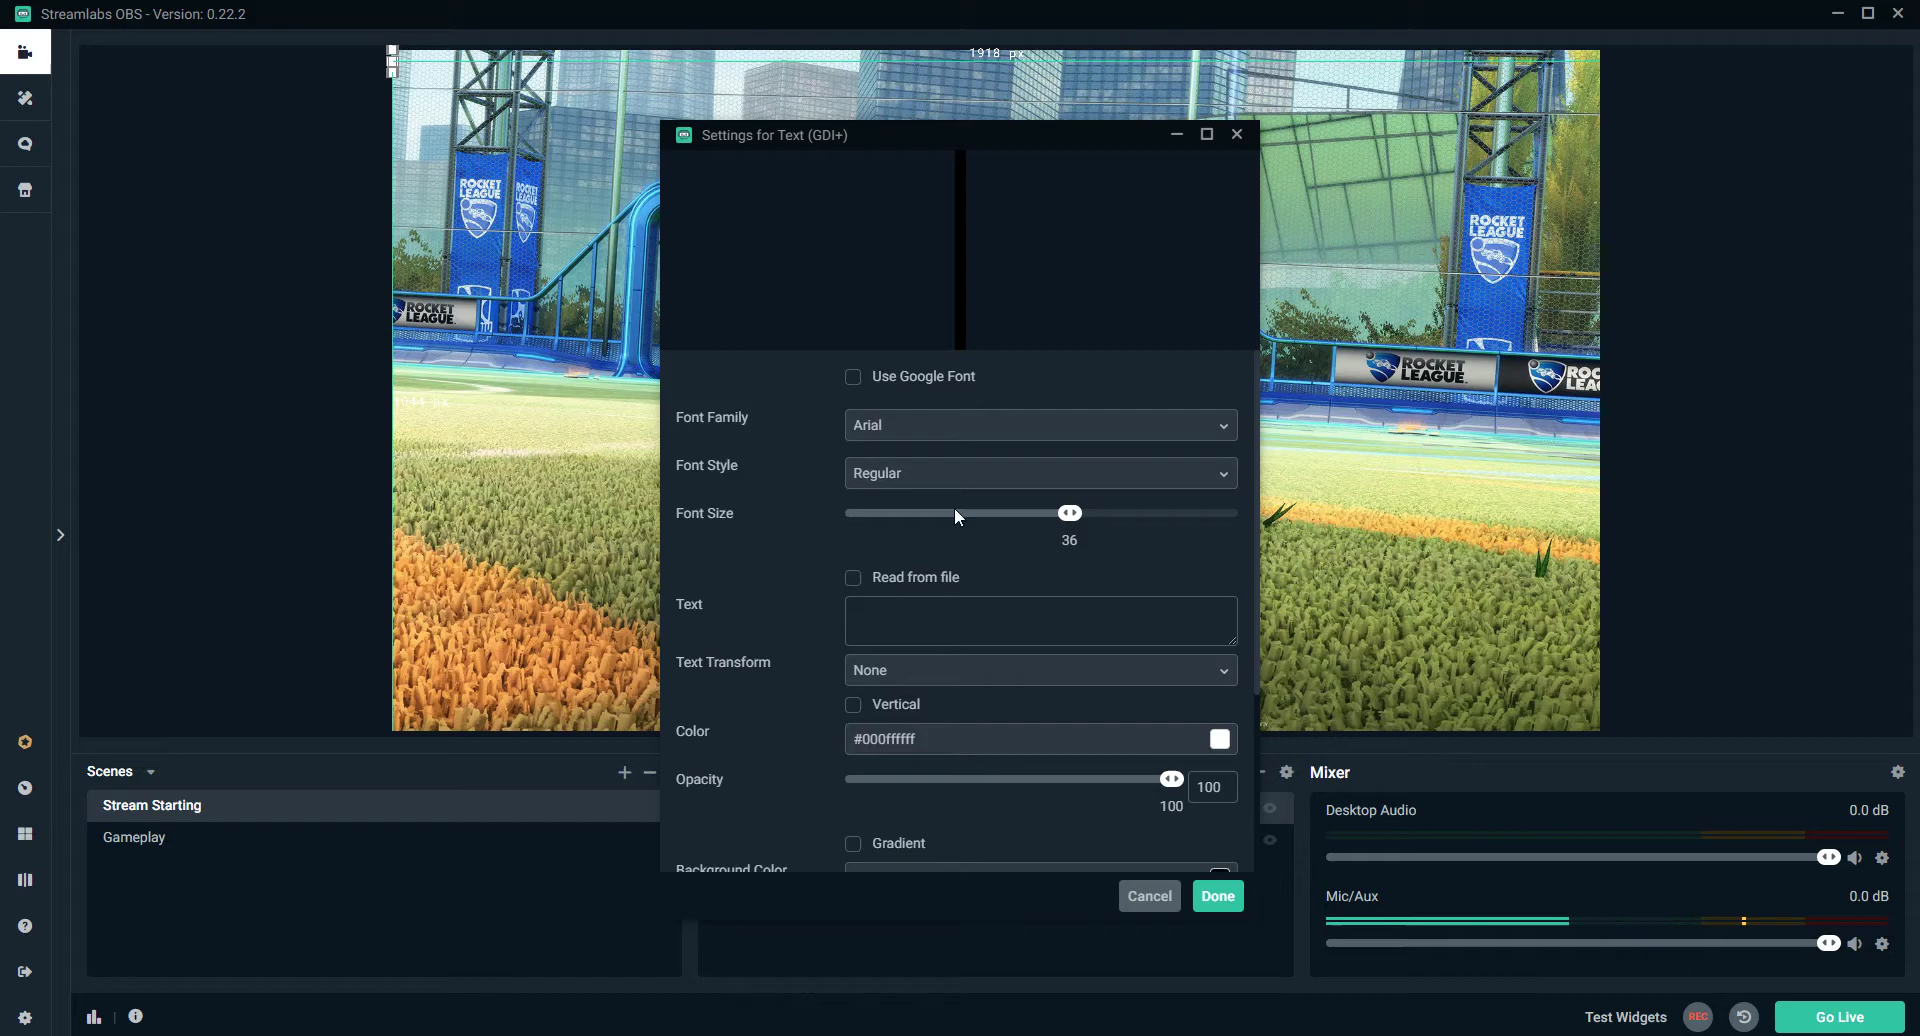 Streamlabs OBS - Version: 0.22.2
1918 px
Settings for Text (GDI+)
ROCKET
LEAGUE
ROCKET
LEAGUE
ROCKET
LEAGUE
ROCKET
LEAGUE.
ROCKET
LEAGUE.
ROC
LEA
Use Google Font
Font Family
Arial
Font Style
Regular
Font Size
36
Read from file
Text
Text Transform
None
Vertical
Color
#000ffffff
Opacity
100
100
Gradient
Background Color
Cancel
Done
Scenes
Stream Starting
Gameplay
Mixer
Desktop Audio
0.0 dB
Mic/Aux
0.0 dB
Test Widgets
REC
Go Live